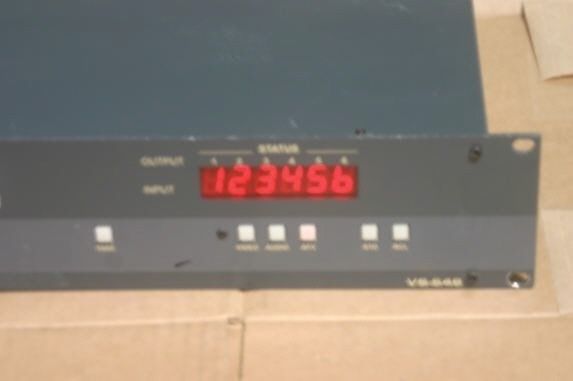 STATUS
OUTPUT 1 2 3 4 5 6
INPUT 123456
TAKE VIDEO AUDIO AFV STO RCL
VS-646